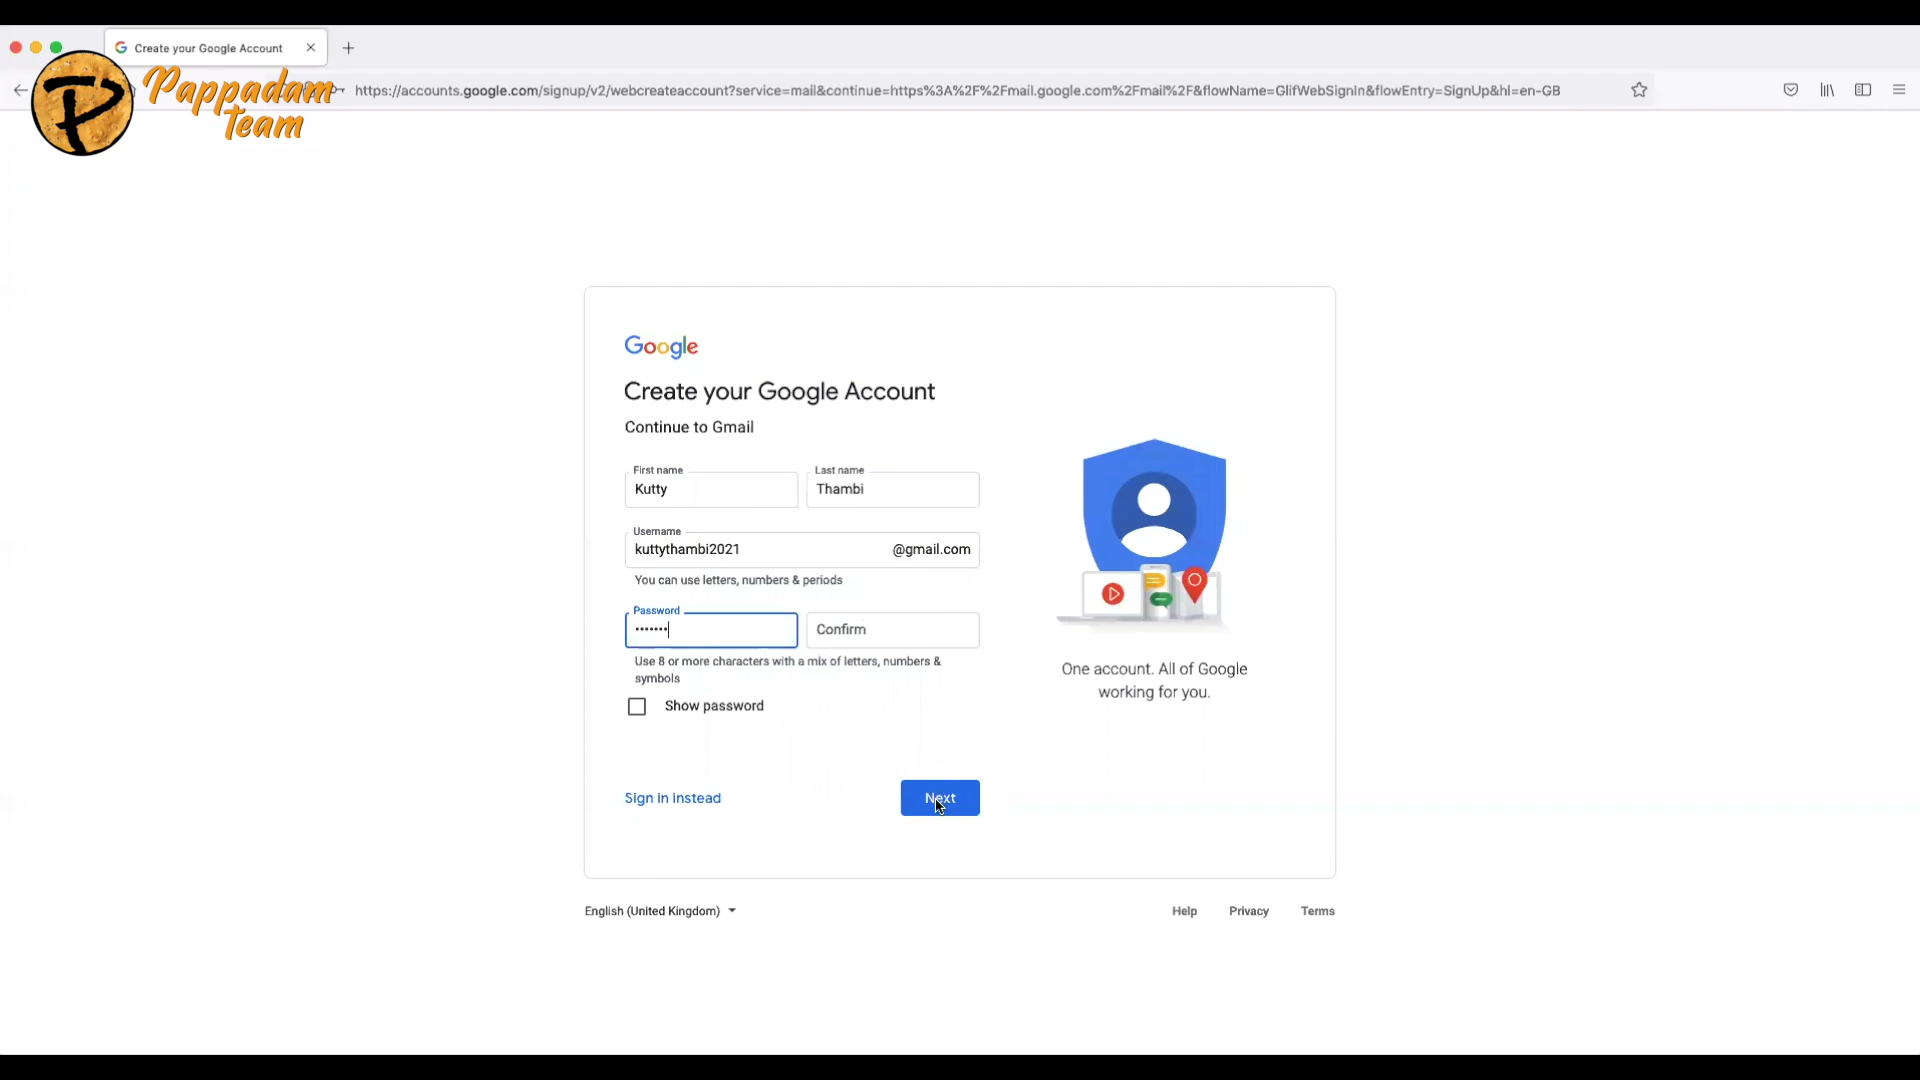 Create your Google Account
Pappadam
Team
https://accounts.google.com/signup/v2/webcreateaccount?service=mail&continue=https%3A%2F%2Fmail.google.com%2Fmail%2F&flowName=GlifWebSignIn&flowEntry=SignUp&hl=en-GB
Google
Create your Google Account
Continue to Gmail
First name
Last name
Kutty
Thambi
Username
kuttythambi2021
@gmail.com
You can use letters, numbers & periods
Password
•••••••
Confirm
Use 8 or more characters with a mix of letters, numbers &
symbols
Show password
One account. All of Google
working for you.
Sign in instead
Next
English (United Kingdom)
Help
Privacy
Terms